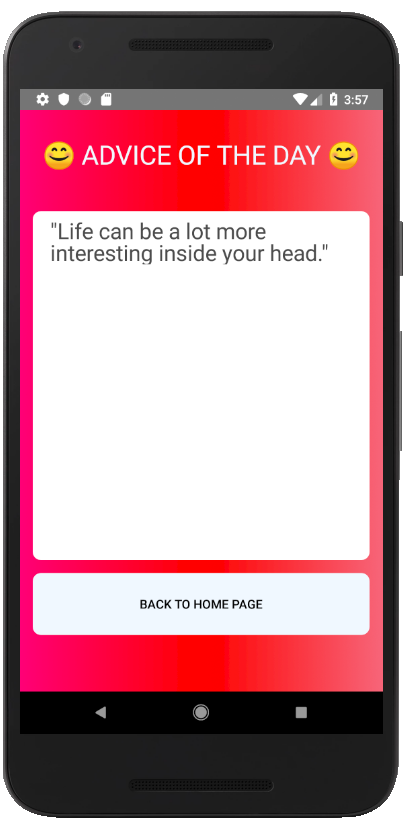 3:57
😊 ADVICE OF THE DAY 😊
"Life can be a lot more
interesting inside your head."
BACK TO HOME PAGE